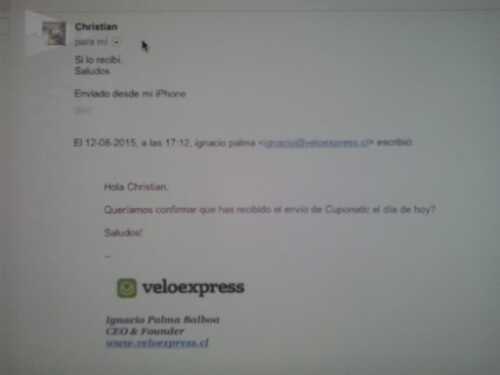 Christian
para mí
Si lo recibi.
Saludos
Enviado desde mi iPhone
El 12-08-2015, a las 17:12, ignacio palma <ignacio@veloexpress.cl> escribió:
Hola Christian,
Queríamos confirmar que has recibido el envío de Cuponatic el día de hoy?
Saludos!
--
veloexpress
Ignacio Palma Balboa
CEO & Founder
www.veloexpress.cl